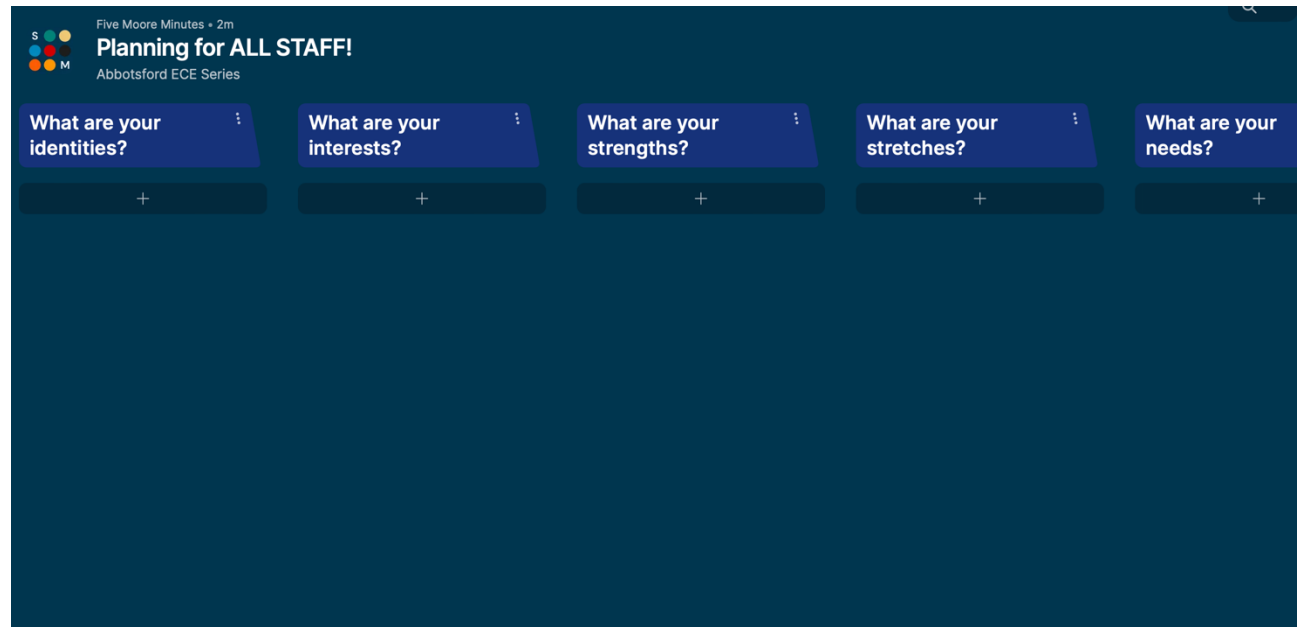 Five Moore Minutes • 2m
S
M
Planning for ALL STAFF!
Abbotsford ECE Series
What are your
identities?
What are your
interests?
What are your
strengths?
What are your
stretches?
What are your
needs?